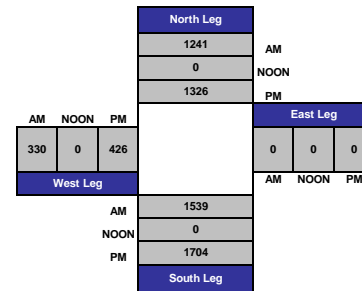 North Leg
1241 AM
0 NOON
1326 PM
AM NOON PM
East Leg
330 0 426
0 0 0
West Leg
AM NOON PM
AM 1539
NOON 0
PM 1704
South Leg